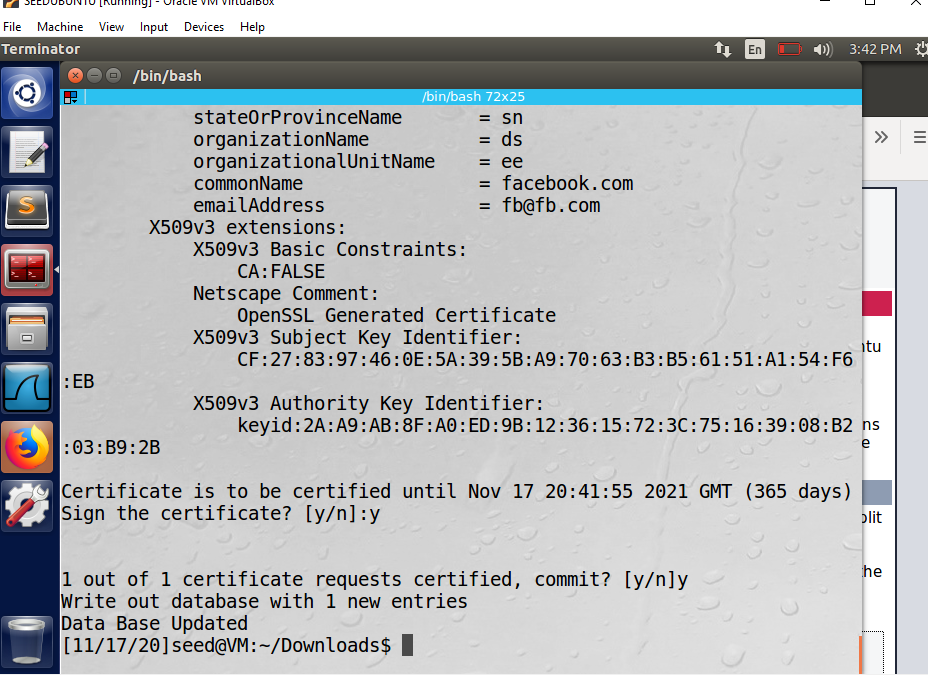 SEEDUBUNTU [Running] - Oracle VM VirtualBox
File Machine View Input Devices Help
Terminator
En
3:42 PM
/bin/bash
/bin/bash 72x25
stateOrProvinceName = sn
organizationName = ds
organizationalUnitName = ee
commonName = facebook.com
emailAddress = fb@fb.com
X509v3 extensions:
X509v3 Basic Constraints:
CA:FALSE
Netscape Comment:
OpenSSL Generated Certificate
X509v3 Subject Key Identifier:
CF:27:83:97:46:0E:5A:39:5B:A9:70:63:B3:B5:61:51:A1:54:F6
:EB
X509v3 Authority Key Identifier:
keyid:2A:A9:AB:8F:A0:ED:9B:12:36:15:72:3C:75:16:39:08:B2
:03:B9:2B
Certificate is to be certified until Nov 17 20:41:55 2021 GMT (365 days)
Sign the certificate? [y/n]:y
1 out of 1 certificate requests certified, commit? [y/n]y
Write out database with 1 new entries
Data Base Updated
[11/17/20]seed@VM:~/Downloads$